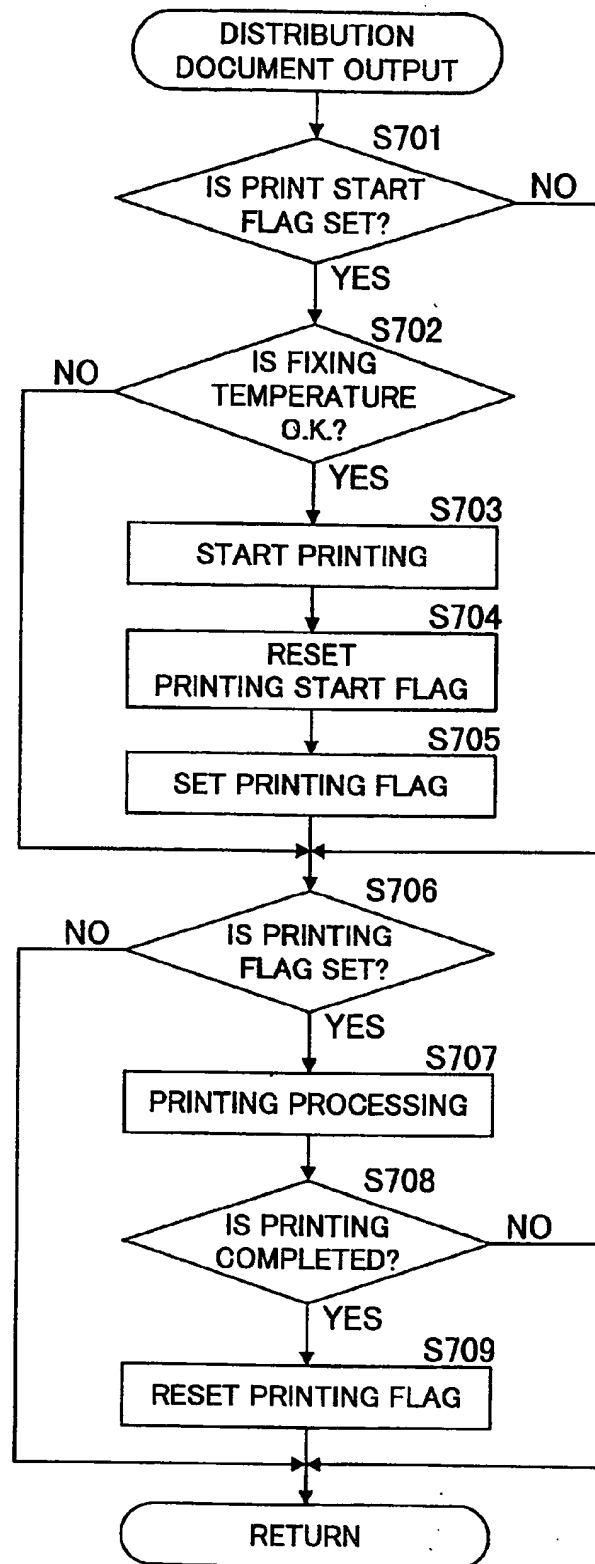 DISTRIBUTION
DOCUMENT OUTPUT
S701
IS PRINT START
FLAG SET?
NO
YES
S702
NO
IS FIXING
TEMPERATURE
O.K.?
YES
S703
START PRINTING
S704
RESET
PRINTING START FLAG
S705
SET PRINTING FLAG
S706
NO
IS PRINTING
FLAG SET?
YES
S707
PRINTING PROCESSING
S708
IS PRINTING
COMPLETED?
NO
YES
S709
RESET PRINTING FLAG
RETURN